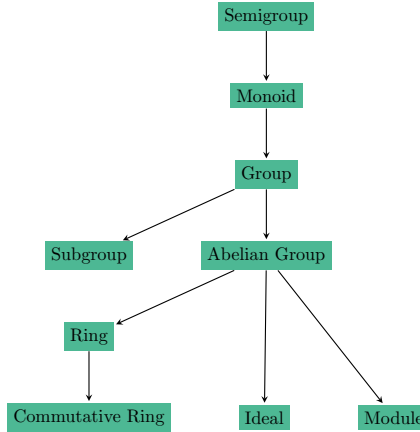 Semigroup
Monoid
Group
Subgroup
Abelian Group
Ring
Commutative Ring
Ideal
Module